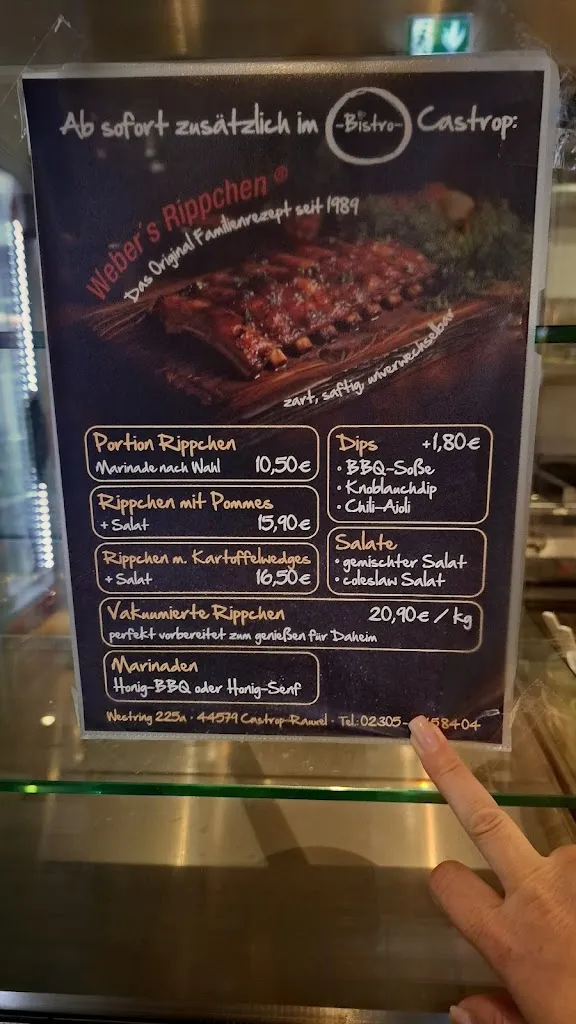 Ab sofort zusätzlich im -Bistro- Castrop:
Weber's Rippchen ®
Das Original Familienrezept seit 1989
zart, saftig, unverwechselbar
Portion Rippchen
Marinade nach Wahl 10,50€
Rippchen mit Pommes
+ Salat 15,90€
Rippchen m. Kartoffelwedges
+ Salat 16,50€
Dips +1,80€
• BBQ-Soße
• Knoblauchdip
• Chili-Aioli
Salate
• gemischter Salat
• coleslaw Salat
Vakuumierte Rippchen 20,90€ / kg
perfekt vorbereitet zum genießen für Daheim
Marinaden
Honig-BBQ oder Honig-Senf
Westring 225a · 44579 Castrop-Rauxel · Tel.: 02305- 58404